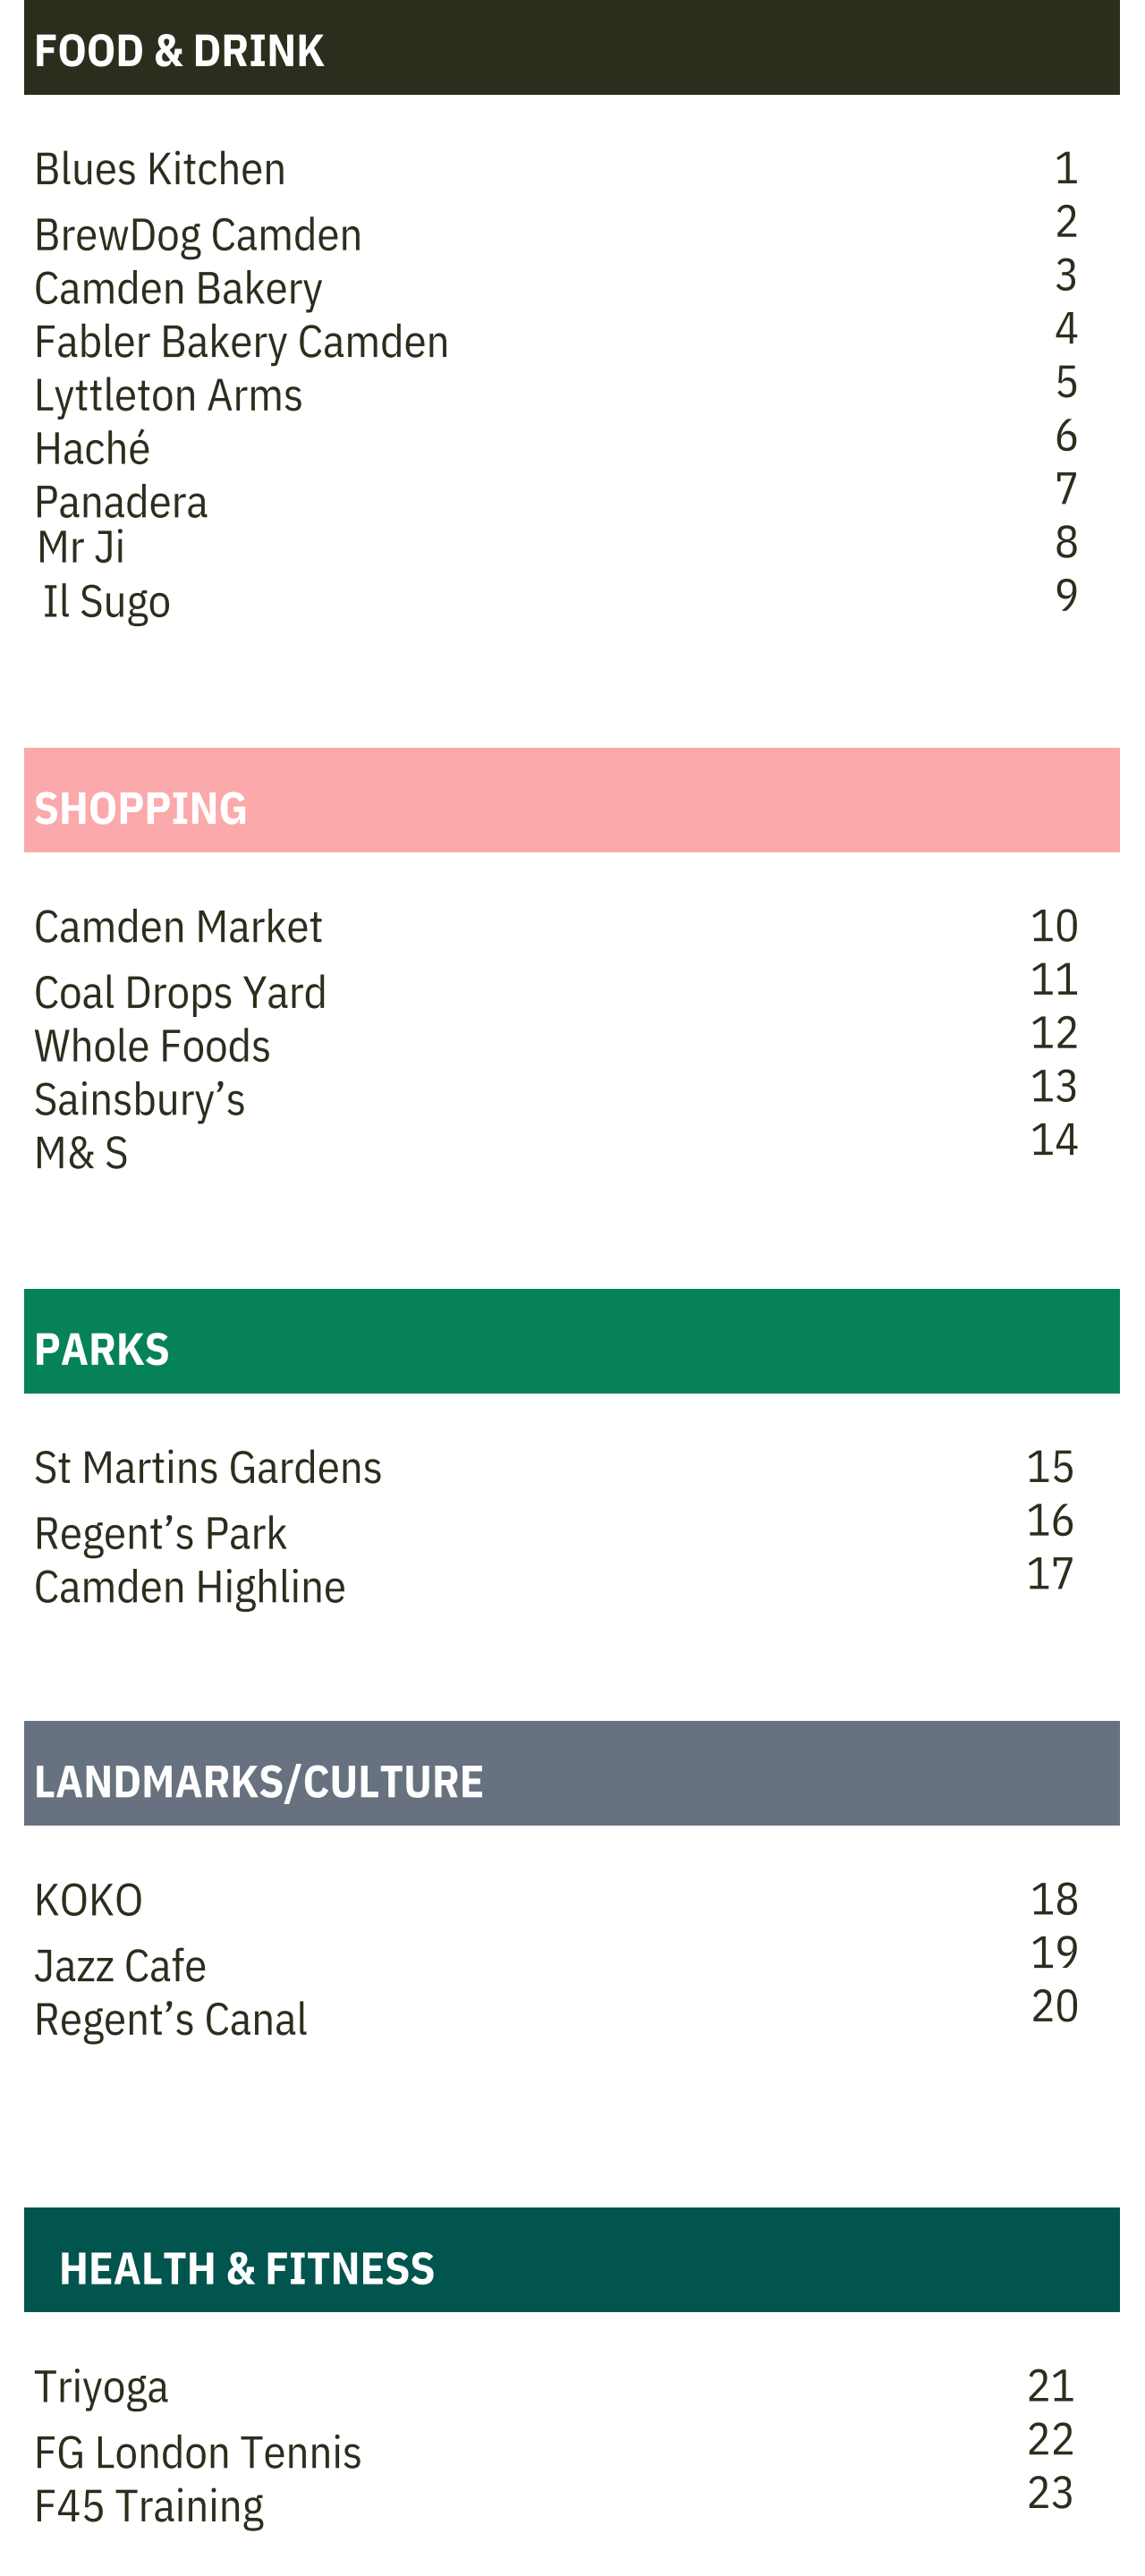 FOOD & DRINK
Blues Kitchen 1
BrewDog Camden 2
Camden Bakery 3
Fabler Bakery Camden 4
Lyttleton Arms 5
Haché 6
Panadera 7
Mr Ji 8
Il Sugo 9
SHOPPING
Camden Market 10
Coal Drops Yard 11
Whole Foods 12
Sainsbury’s 13
M& S 14
PARKS
St Martins Gardens 15
Regent’s Park 16
Camden Highline 17
LANDMARKS/CULTURE
KOKO 18
Jazz Cafe 19
Regent’s Canal 20
HEALTH & FITNESS
Triyoga 21
FG London Tennis 22
F45 Training 23